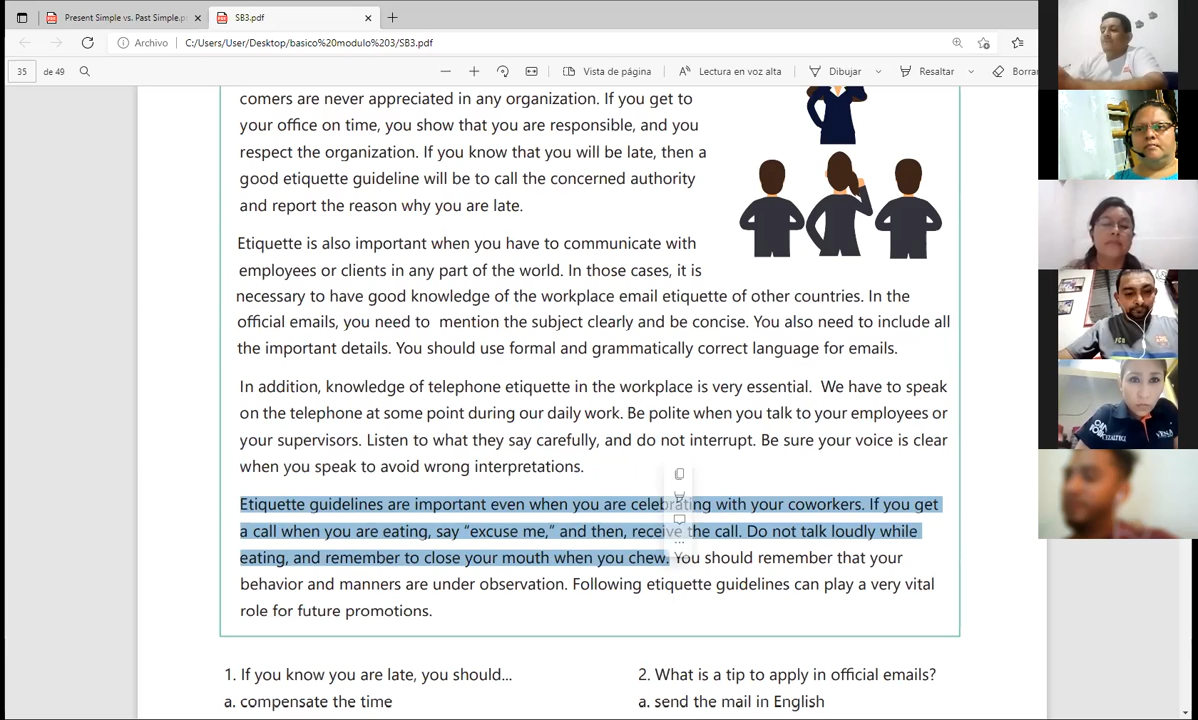 Present Simple vs. Past Simple.p
SB3.pdf
Archivo
C:/Users/User/Desktop/basico%20modulo%203/SB3.pdf
35 de 49
Vista de página
Lectura en voz alta
Dibujar
Resaltar
Borrar
comers are never appreciated in any organization. If you get to
your office on time, you show that you are responsible, and you
respect the organization. If you know that you will be late, then a
good etiquette guideline will be to call the concerned authority
and report the reason why you are late.
Etiquette is also important when you have to communicate with
employees or clients in any part of the world. In those cases, it is
necessary to have good knowledge of the workplace email etiquette of other countries. In the
official emails, you need to mention the subject clearly and be concise. You also need to include all
the important details. You should use formal and grammatically correct language for emails.
In addition, knowledge of telephone etiquette in the workplace is very essential. We have to speak
on the telephone at some point during our daily work. Be polite when you talk to your employees or
your supervisors. Listen to what they say carefully, and do not interrupt. Be sure your voice is clear
when you speak to avoid wrong interpretations.
Etiquette guidelines are important even when you are celebrating with your coworkers. If you get
a call when you are eating, say “excuse me,” and then, receive the call. Do not talk loudly while
eating, and remember to close your mouth when you chew. You should remember that your
behavior and manners are under observation. Following etiquette guidelines can play a very vital
role for future promotions.
1. If you know you are late, you should...
a. compensate the time
2. What is a tip to apply in official emails?
a. send the mail in English